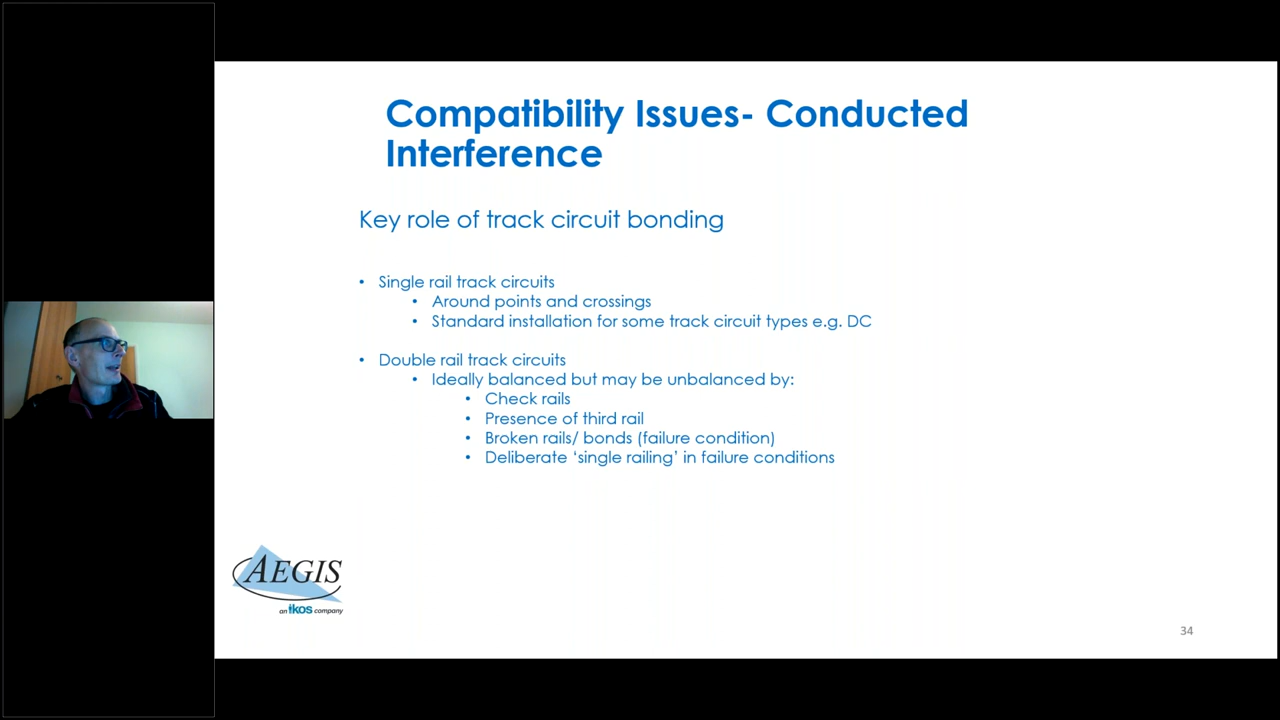 Compatibility Issues- Conducted
Interference
Key role of track circuit bonding
• Single rail track circuits
• Around points and crossings
• Standard installation for some track circuit types e.g. DC
• Double rail track circuits
• Ideally balanced but may be unbalanced by:
• Check rails
• Presence of third rail
• Broken rails/ bonds (failure condition)
• Deliberate ‘single railing’ in failure conditions
AEGIS
an ikos company
34